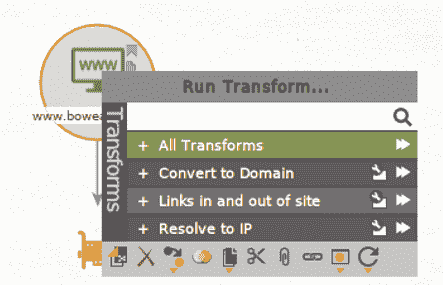 WWW
Run Transform...
www.bowe
Transforms
+ All Transforms
+ Convert to Domain
+ Links in and out of site
+ Resolve to IP